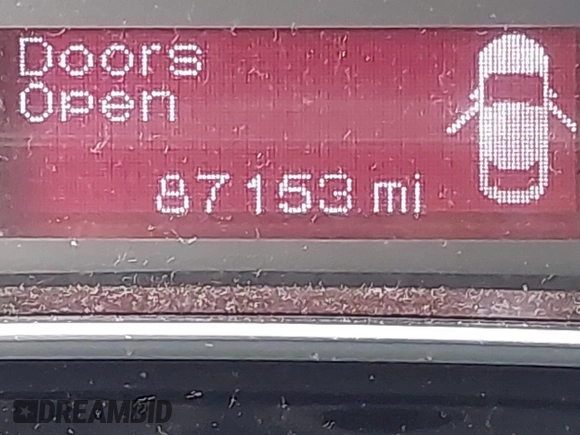 Doors
Open
87153 mi
DREAMBID